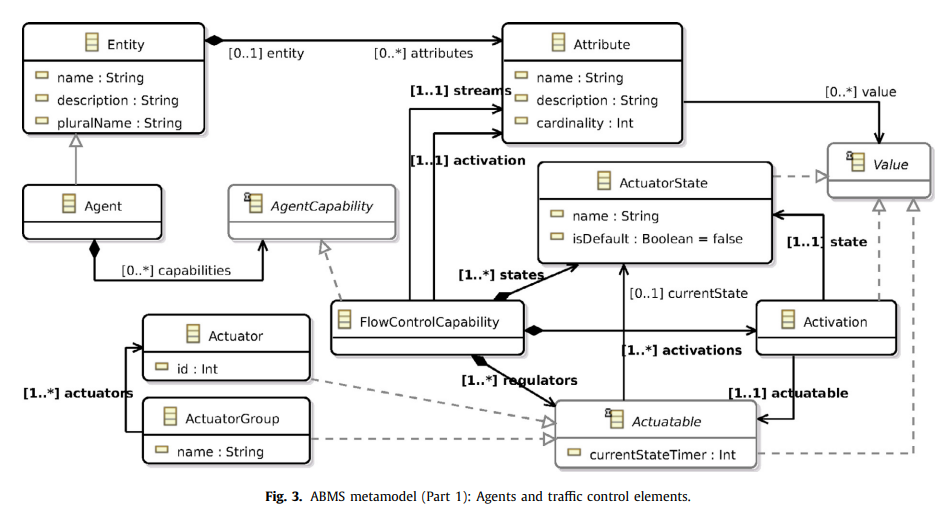 Entity
name : String
description : String
pluralName : String
[0..1] entity
[0..*] attributes
Attribute
name : String
description : String
cardinality : Int
[1..1] streams
[1..1] activation
[0..*] value
Value
Agent
AgentCapability
[0..*] capabilities
ActuatorState
name : String
isDefault : Boolean = false
[1..1] state
[1..*] states
[0..1] currentState
FlowControlCapability
Activation
[1..*] activations
Actuator
id : Int
[1..*] actuators
[1..*] regulators
[1..1] actuatable
ActuatorGroup
name : String
Actuatable
currentStateTimer : Int
Fig. 3. ABMS metamodel (Part 1): Agents and traffic control elements.